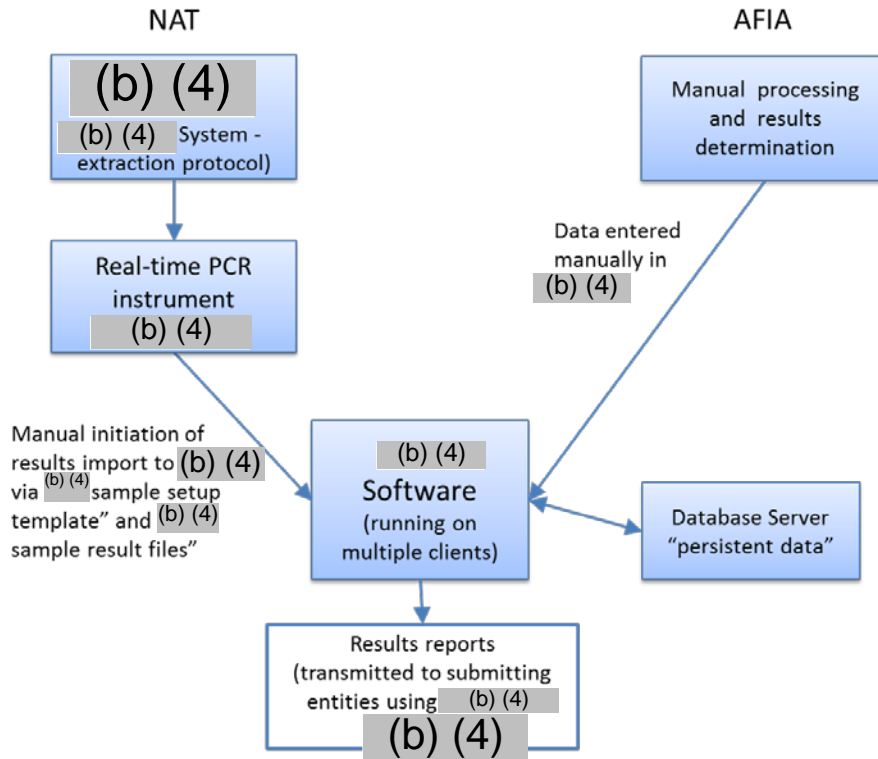 NAT
AFIA
(b) (4)
(b) (4) System -
extraction protocol)
Manual processing
and results
determination
Real-time PCR
instrument
(b) (4)
Data entered
manually in
(b) (4)
Manual initiation of
results import to (b) (4)
via (b) (4) sample setup
template” and (b) (4)
sample result files”
(b) (4)
Software
(running on
multiple clients)
Database Server
“persistent data”
Results reports
(transmitted to submitting
entities using (b) (4)
(b) (4)